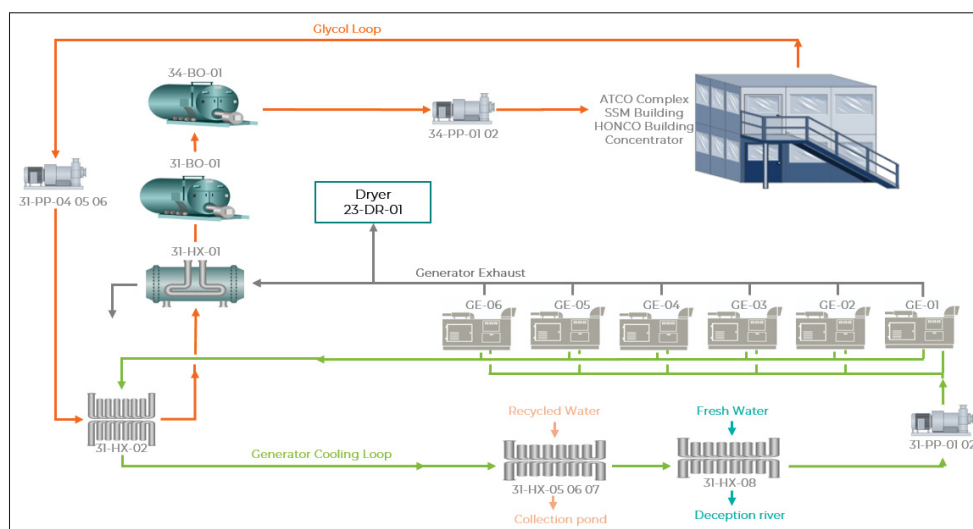 Glycol Loop
34-BO-01
34-PP-01 02
ATCO Complex
SSM Building
HONCO Building
Concentrator
31-BO-01
31-PP-04 05 06
Dryer
23-DR-01
31-HX-01
Generator Exhaust
GE-06
GE-05
GE-04
GE-03
GE-02
GE-01
Recycled Water
Fresh Water
31-HX-02
31-PP-01 02
Generator Cooling Loop
31-HX-05 06 07
31-HX-08
Collection pond
Deception river